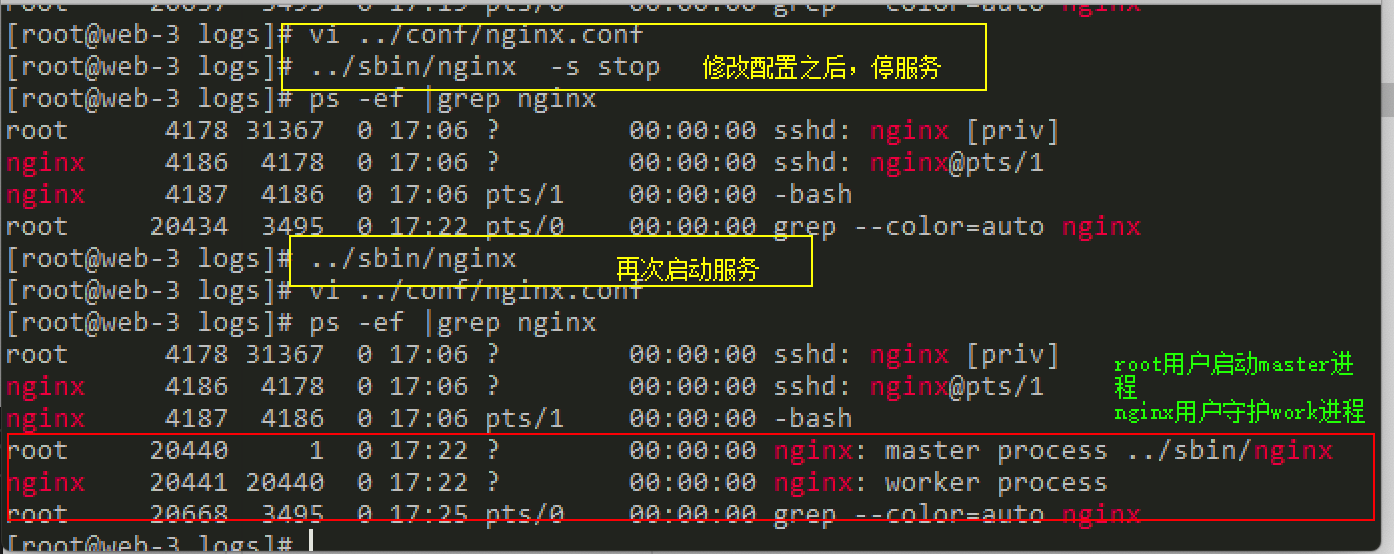 root 20037 3495 0 17:19 pts/0 00:00:00 grep --color=auto nginx
[root@web-3 logs]# vi ../conf/nginx.conf
[root@web-3 logs]# ../sbin/nginx -s stop 修改配置之后，停服务
[root@web-3 logs]# ps -ef |grep nginx
root 4178 31367 0 17:06 ? 00:00:00 sshd: nginx [priv]
nginx 4186 4178 0 17:06 ? 00:00:00 sshd: nginx@pts/1
nginx 4187 4186 0 17:06 pts/1 00:00:00 -bash
root 20434 3495 0 17:22 pts/0 00:00:00 grep --color=auto nginx
[root@web-3 logs]# ../sbin/nginx 再次启动服务
[root@web-3 logs]# vi ../conf/nginx.conf
[root@web-3 logs]# ps -ef |grep nginx
root 4178 31367 0 17:06 ? 00:00:00 sshd: nginx [priv]
nginx 4186 4178 0 17:06 ? 00:00:00 sshd: nginx@pts/1
nginx 4187 4186 0 17:06 pts/1 00:00:00 -bash
root用户启动master进
程
nginx用户守护work进程
root 20440 1 0 17:22 ? 00:00:00 nginx: master process ../sbin/nginx
nginx 20441 20440 0 17:22 ? 00:00:00 nginx: worker process
root 20668 3495 0 17:25 pts/0 00:00:00 grep --color=auto nginx
[root@web-3 logs]#